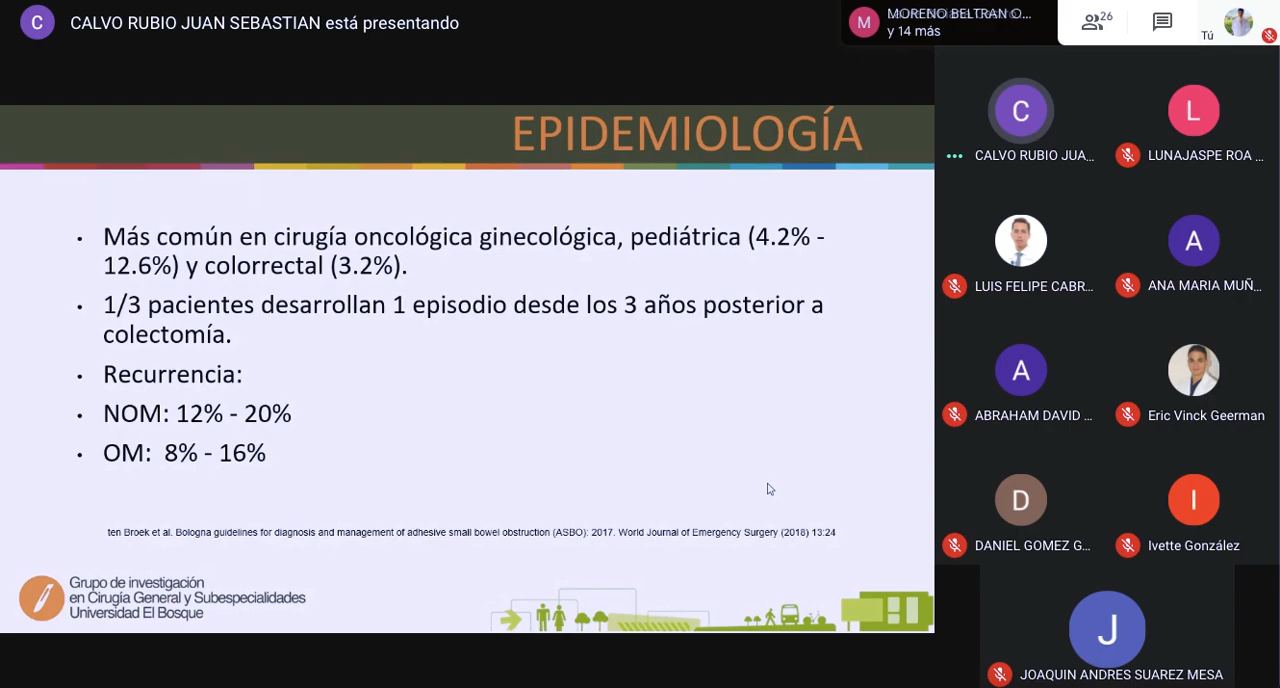 C
CALVO RUBIO JUAN SEBASTIAN está presentando
M
MORENO BELTRAN O...
y 14 más
26
Tú
EPIDEMIOLOGÍA
• Más común en cirugía oncológica ginecológica, pediátrica (4.2% -
12.6%) y colorrectal (3.2%).
• 1/3 pacientes desarrollan 1 episodio desde los 3 años posterior a
colectomía.
• Recurrencia:
• NOM: 12% - 20%
• OM: 8% - 16%
ten Broek et al. Bologna guidelines for diagnosis and management of adhesive small bowel obstruction (ASBO): 2017. World Journal of Emergency Surgery (2018) 13:24
Grupo de investigación
en Cirugía General y Subespecialidades
Universidad El Bosque
C
CALVO RUBIO JUA...
L
LUNAJASPE ROA ...
LUIS FELIPE CABR...
A
ANA MARIA MUÑ...
A
ABRAHAM DAVID ...
Eric Vinck Geerman
D
DANIEL GOMEZ G...
I
Ivette González
J
JOAQUIN ANDRES SUAREZ MESA